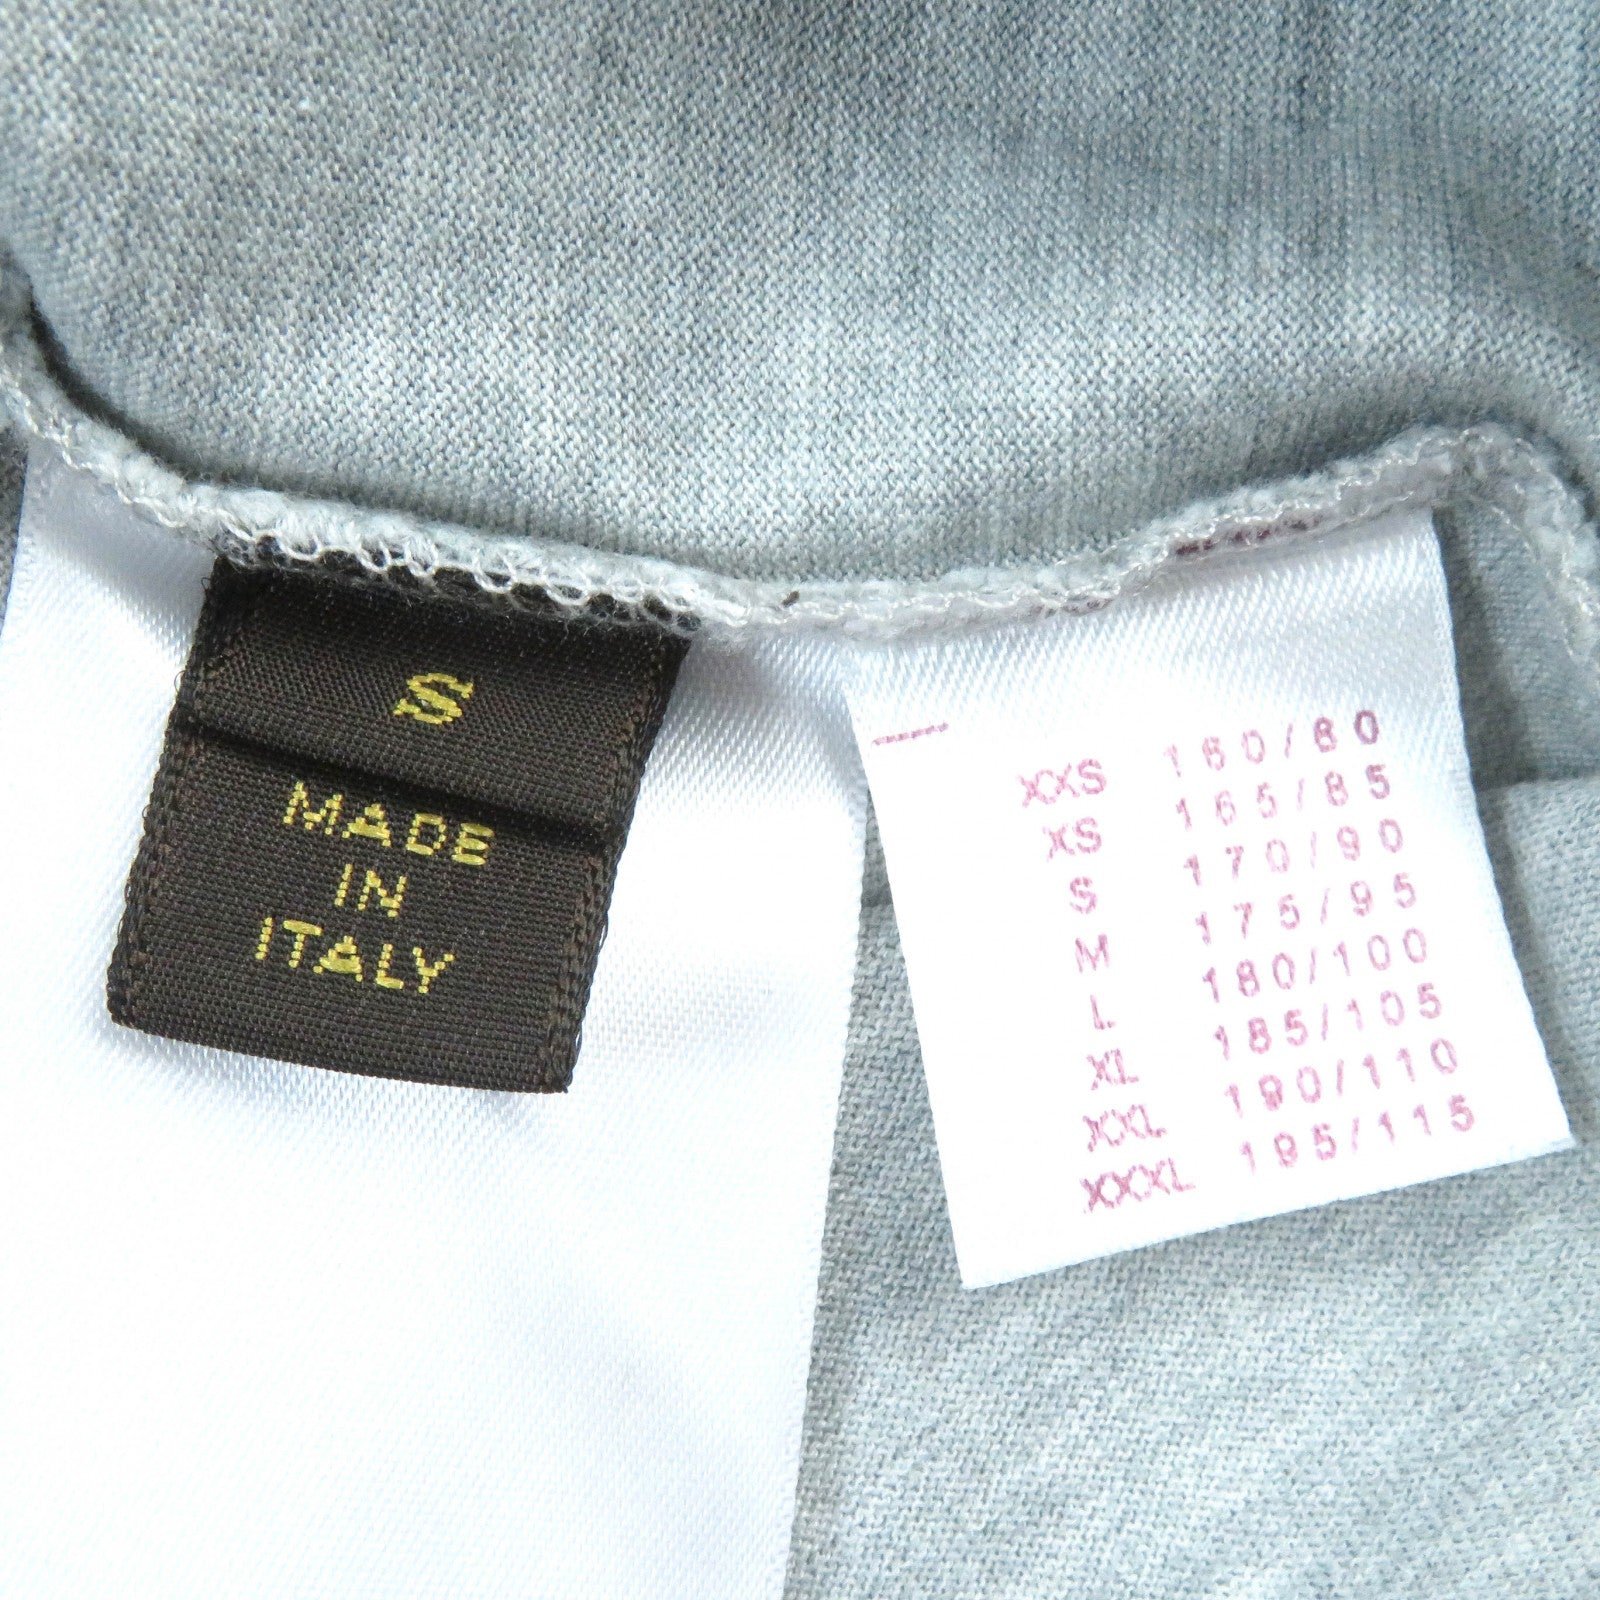 S
MADE
IN
ITALY
XXS 160/80
XS 165/85
S 170/90
M 175/95
L 180/100
XL 185/105
XXL 190/110
XXXL 195/115